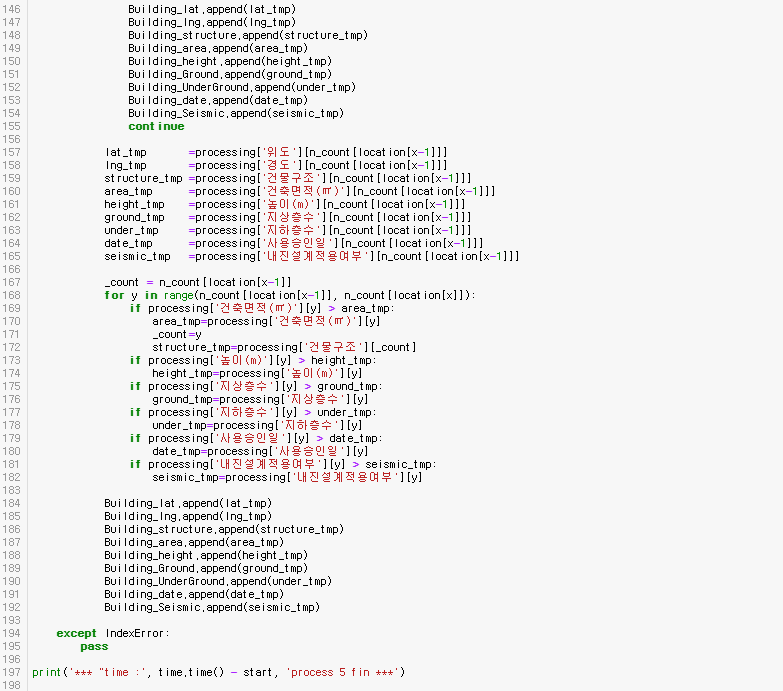 146 Building_lat.append(lat_tmp)
147 Building_lng.append(lng_tmp)
148 Building_structure.append(structure_tmp)
149 Building_area.append(area_tmp)
150 Building_height.append(height_tmp)
151 Building_Ground.append(ground_tmp)
152 Building_UnderGround.append(under_tmp)
153 Building_date.append(date_tmp)
154 Building_Seismic.append(seismic_tmp)
155 continue
156
157 lat_tmp =processing['위도'][n_count[location[x-1]]]
158 lng_tmp =processing['경도'][n_count[location[x-1]]]
159 structure_tmp =processing['건물구조'][n_count[location[x-1]]]
160 area_tmp =processing['건축면적(㎡)'][n_count[location[x-1]]]
161 height_tmp =processing['높이(m)'][n_count[location[x-1]]]
162 ground_tmp =processing['지상층수'][n_count[location[x-1]]]
163 under_tmp =processing['지하층수'][n_count[location[x-1]]]
164 date_tmp =processing['사용승인일'][n_count[location[x-1]]]
165 seismic_tmp =processing['내진설계적용여부'][n_count[location[x-1]]]
166
167 _count = n_count[location[x-1]]
168 for y in range(n_count[location[x-1]], n_count[location[x]]):
169 if processing['건축면적(㎡)'][y] > area_tmp:
170 area_tmp=processing['건축면적(㎡)'][y]
171 _count=y
172 structure_tmp=processing['건물구조'][_count]
173 if processing['높이(m)'][y] > height_tmp:
174 height_tmp=processing['높이(m)'][y]
175 if processing['지상층수'][y] > ground_tmp:
176 ground_tmp=processing['지상층수'][y]
177 if processing['지하층수'][y] > under_tmp:
178 under_tmp=processing['지하층수'][y]
179 if processing['사용승인일'][y] > date_tmp:
180 date_tmp=processing['사용승인일'][y]
181 if processing['내진설계적용여부'][y] > seismic_tmp:
182 seismic_tmp=processing['내진설계적용여부'][y]
183
184 Building_lat.append(lat_tmp)
185 Building_lng.append(lng_tmp)
186 Building_structure.append(structure_tmp)
187 Building_area.append(area_tmp)
188 Building_height.append(height_tmp)
189 Building_Ground.append(ground_tmp)
190 Building_UnderGround.append(under_tmp)
191 Building_date.append(date_tmp)
192 Building_Seismic.append(seismic_tmp)
193
194 except IndexError:
195 pass
196
197 print('*** "time :', time.time() - start, 'process 5 fin ***')
198